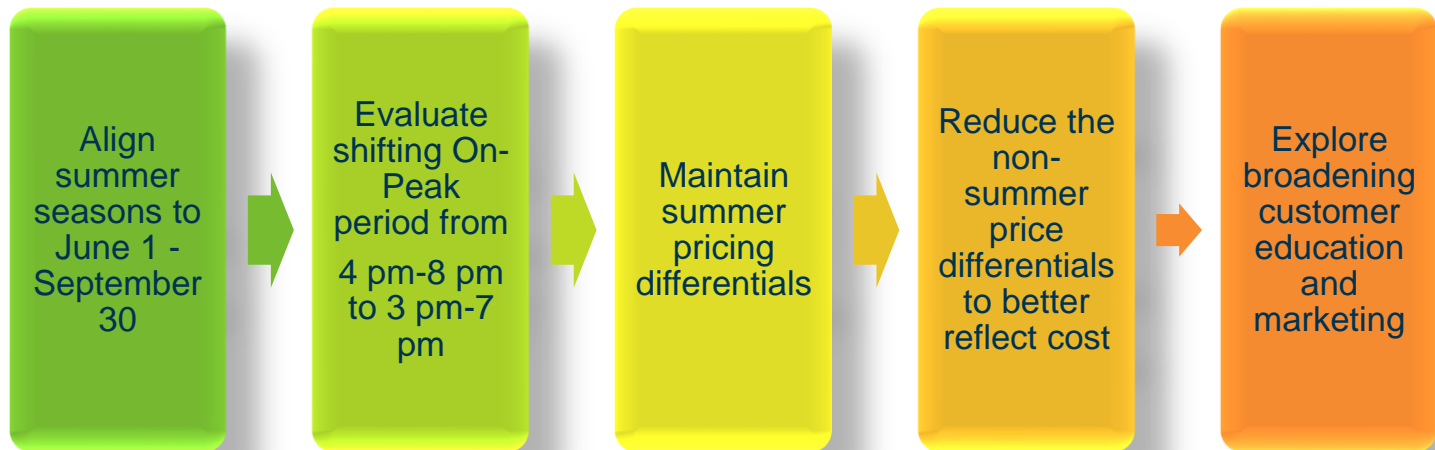 Align
summer
seasons to
June 1 -
September
30
Evaluate
shifting On-
Peak
period from
4 pm-8 pm
to 3 pm-7
pm
Maintain
summer
pricing
differentials
Reduce the
non-
summer
price
differentials
to better
reflect cost
Explore
broadening
customer
education
and
marketing